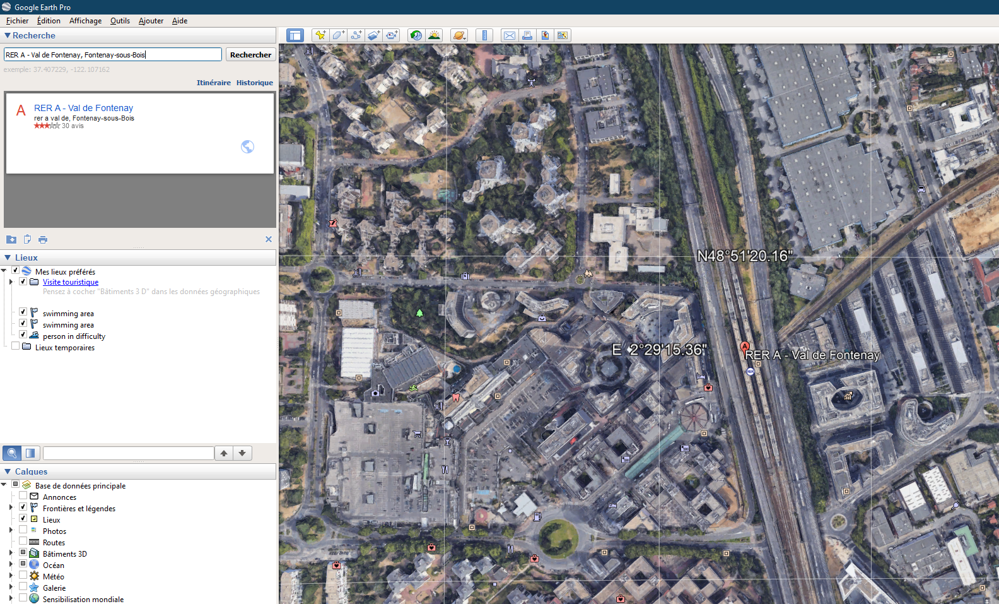 Google Earth Pro
Fichier Édition Affichage Outils Ajouter Aide
Recherche
RER A - Val de Fontenay, Fontenay-sous-Bois
Rechercher
exemple: 37.407229, -122.107162
Itinéraire Historique
A
RER A - Val de Fontenay
rer a val de, Fontenay-sous-Bois
30 avis
Lieux
Mes lieux préférés
Visite touristique
Pensez à cocher "Bâtiments 3 D" dans les données géographiques
swimming area
swimming area
person in difficulty
Lieux temporaires
Calques
Base de données principale
Annonces
Frontières et légendes
Lieux
Photos
Routes
Bâtiments 3D
Océan
Météo
Galerie
Sensibilisation mondiale
N48°51'20.16"
E 2°29'15.36"
A
RER A - Val de Fontenay